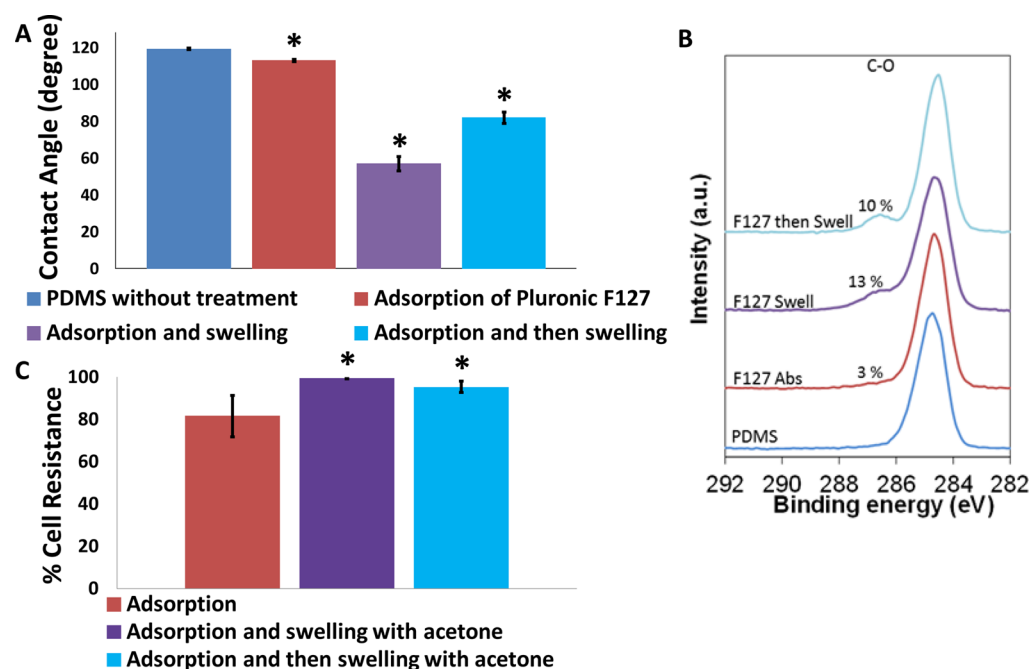 A
Contact Angle (degree)
120
100
80
60
40
20
0
*
*
*
PDMS without treatment
Adsorption of Pluronic F127
Adsorption and swelling
Adsorption and then swelling
B
C-O
Intensity (a.u.)
10 %
F127 then Swell
13 %
F127 Swell
3 %
F127 Abs
PDMS
292 290 288 286 284 282
Binding energy (eV)
C
% Cell Resistance
100
80
60
40
20
0
*
*
Adsorption
Adsorption and swelling with acetone
Adsorption and then swelling with acetone